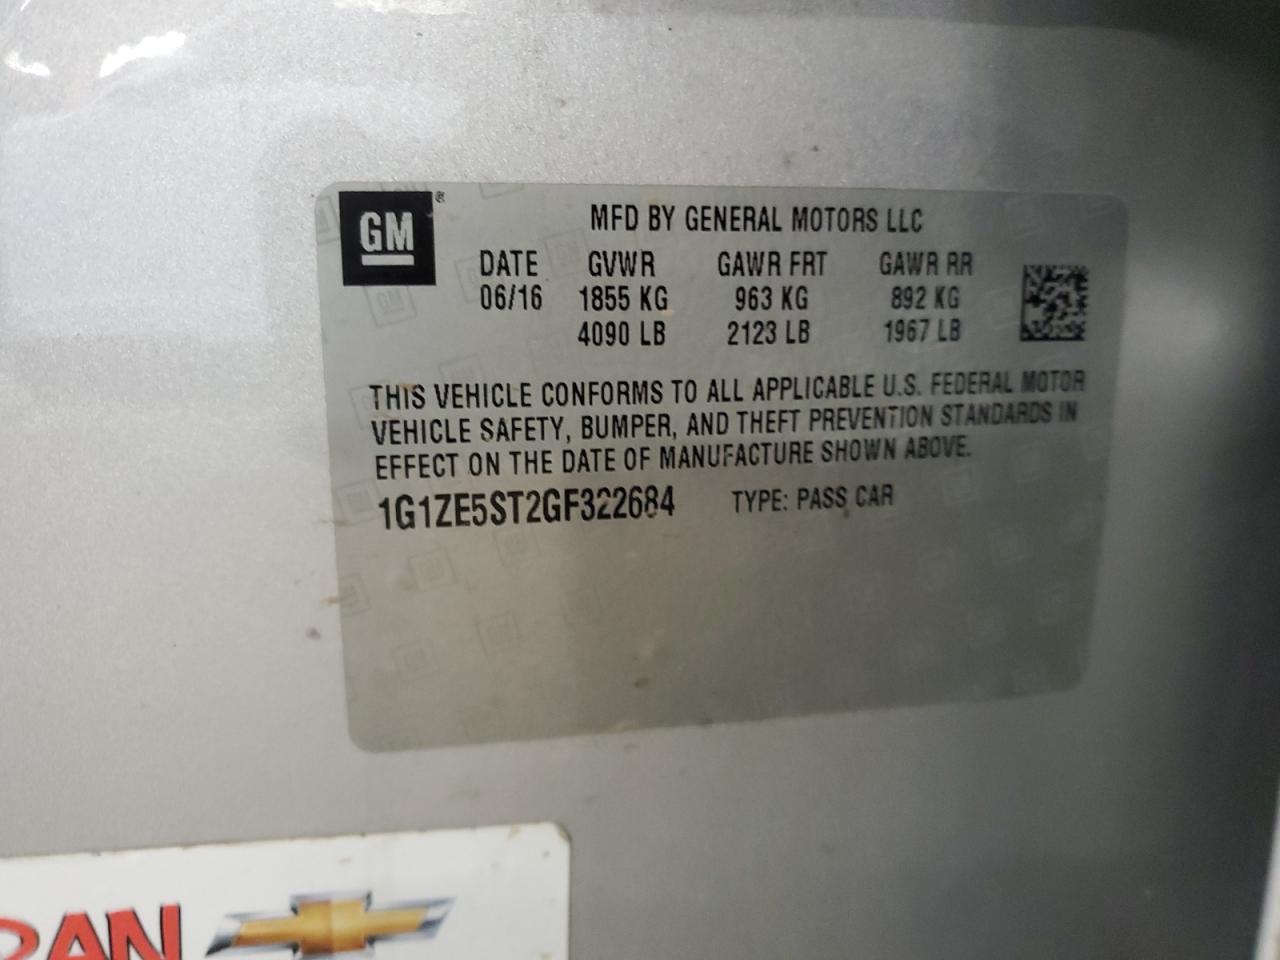 GM ®
MFD BY GENERAL MOTORS LLC
DATE GVWR GAWR FRT GAWR RR
06/16 1855 KG 963 KG 892 KG
4090 LB 2123 LB 1967 LB
THIS VEHICLE CONFORMS TO ALL APPLICABLE U.S. FEDERAL MOTOR
VEHICLE SAFETY, BUMPER, AND THEFT PREVENTION STANDARDS IN
EFFECT ON THE DATE OF MANUFACTURE SHOWN ABOVE.
1G1ZE5ST2GF322684 TYPE: PASS CAR